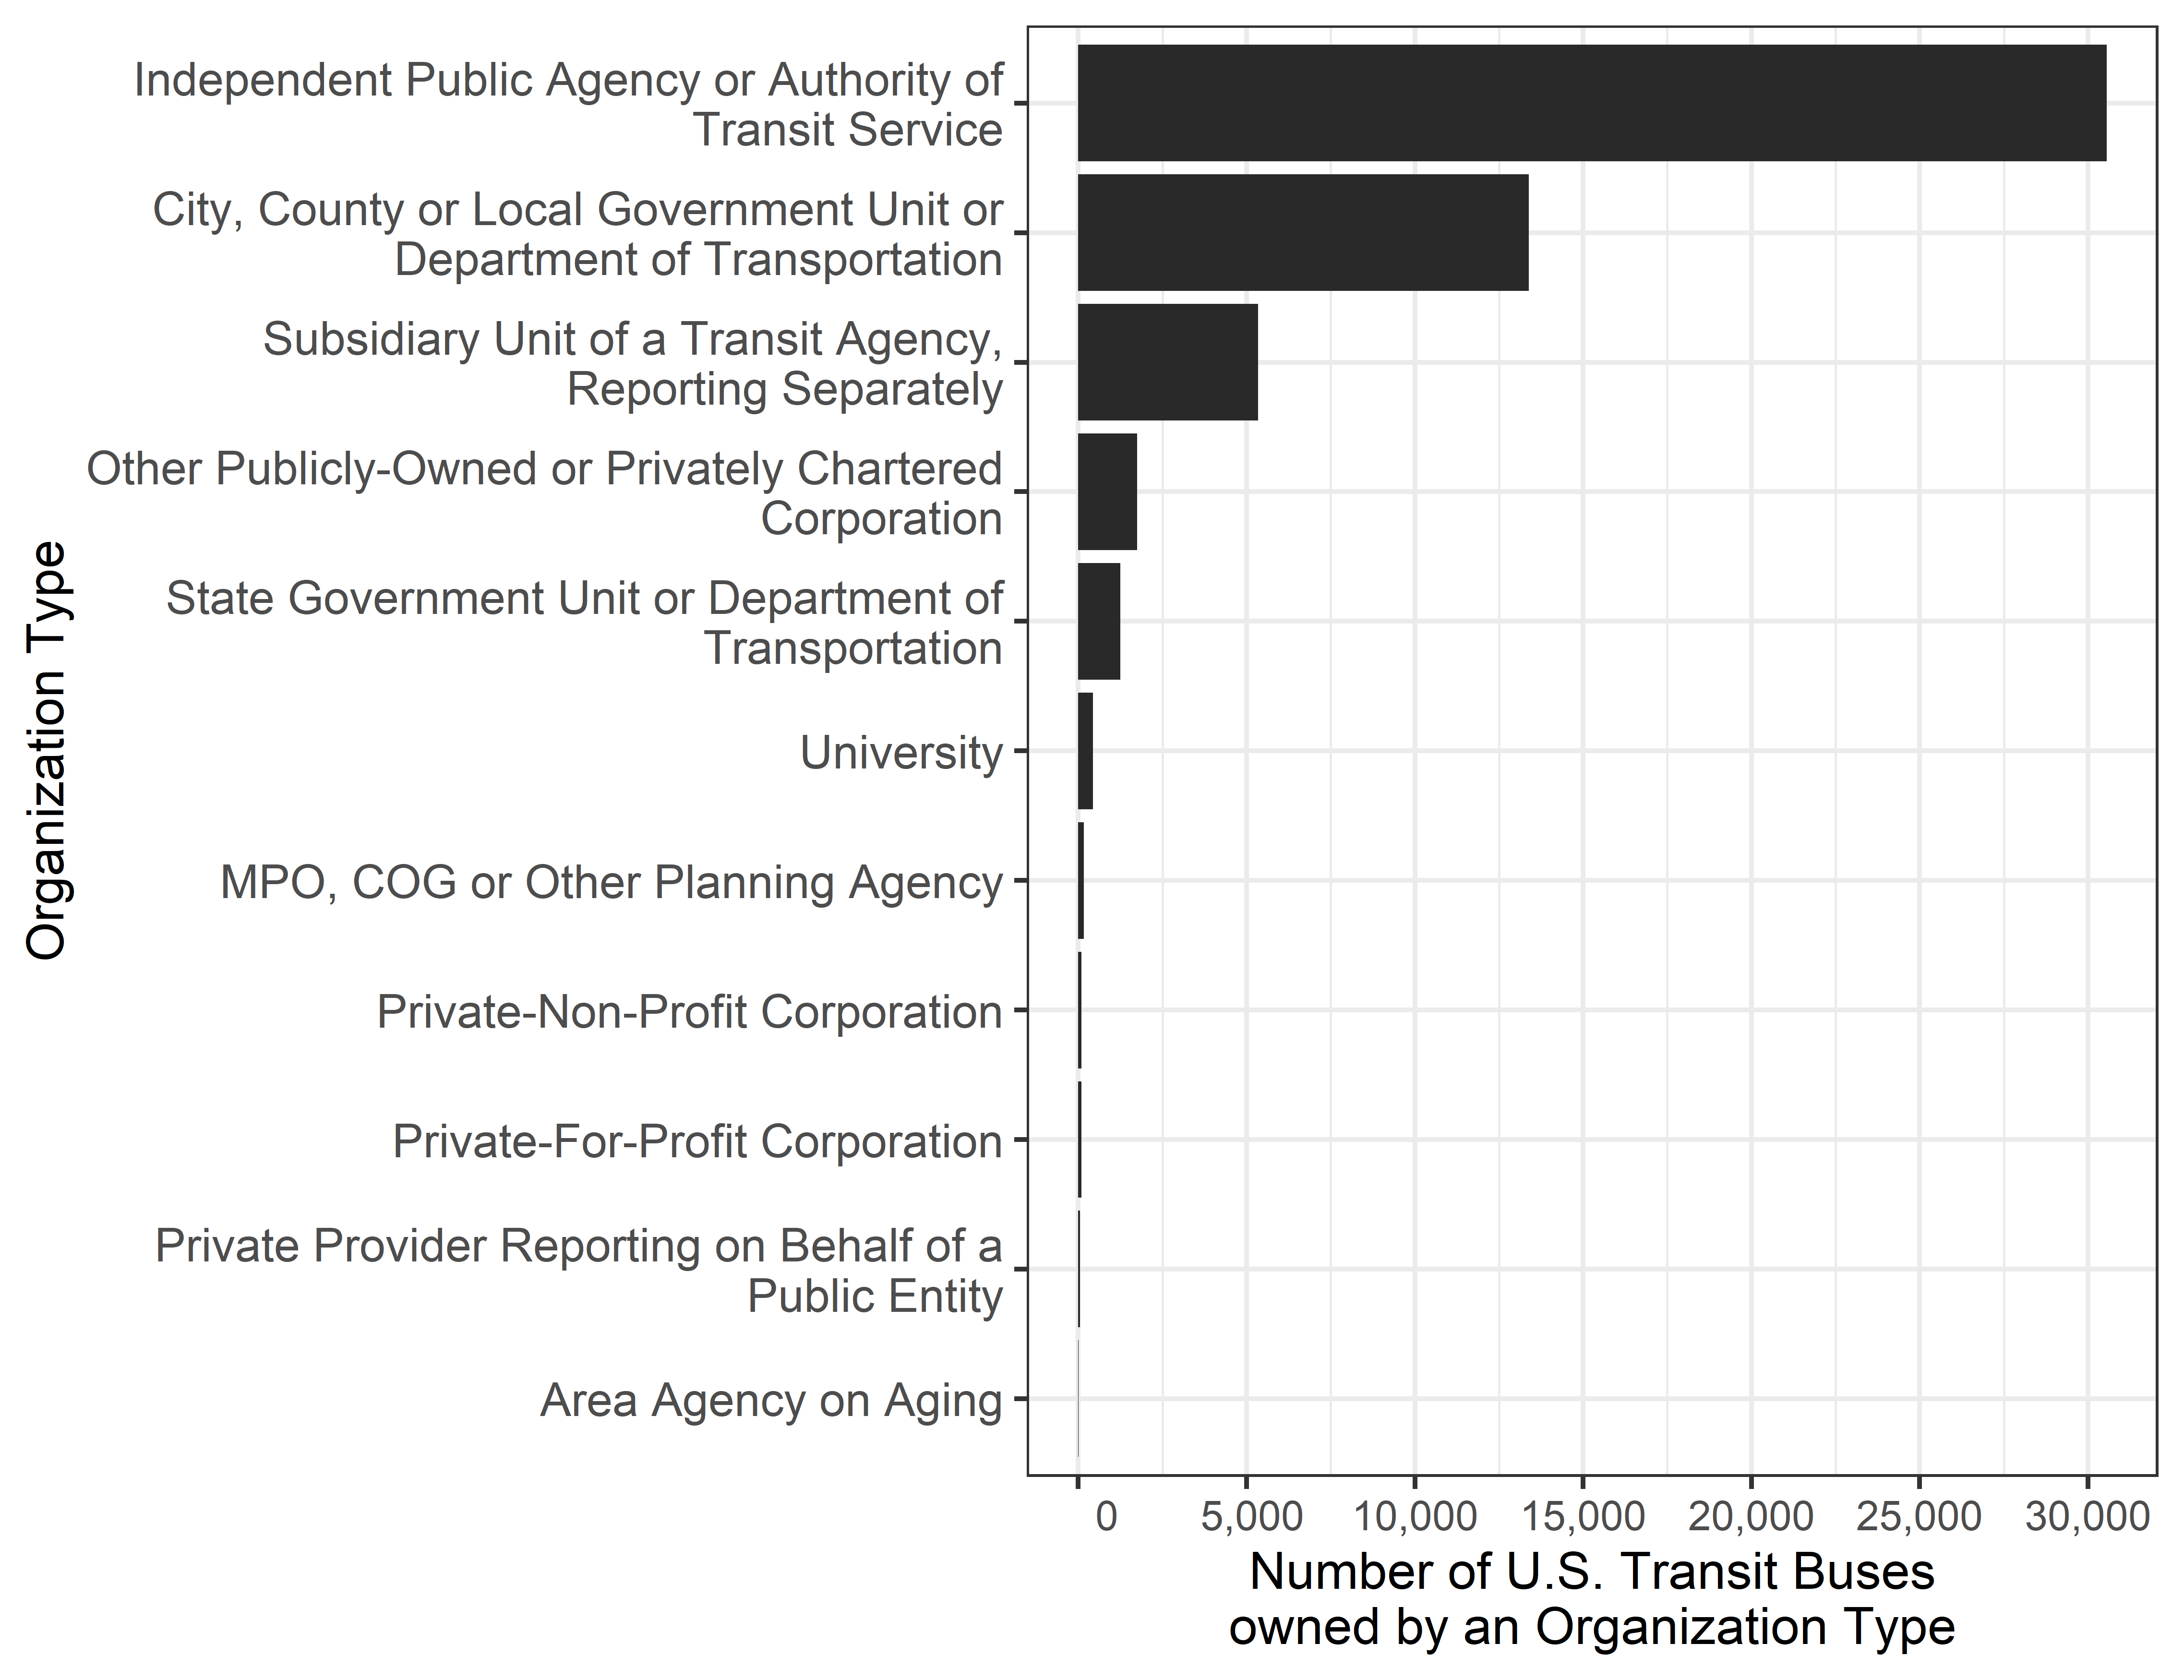 Independent Public Agency or Authority of
Transit Service
City, County or Local Government Unit or
Department of Transportation
Subsidiary Unit of a Transit Agency,
Reporting Separately
Other Publicly-Owned or Privately Chartered
Corporation
State Government Unit or Department of
Transportation
University
MPO, COG or Other Planning Agency
Private-Non-Profit Corporation
Private-For-Profit Corporation
Private Provider Reporting on Behalf of a
Public Entity
Area Agency on Aging
Organization Type
0 5,000 10,000 15,000 20,000 25,000 30,000
Number of U.S. Transit Buses
owned by an Organization Type